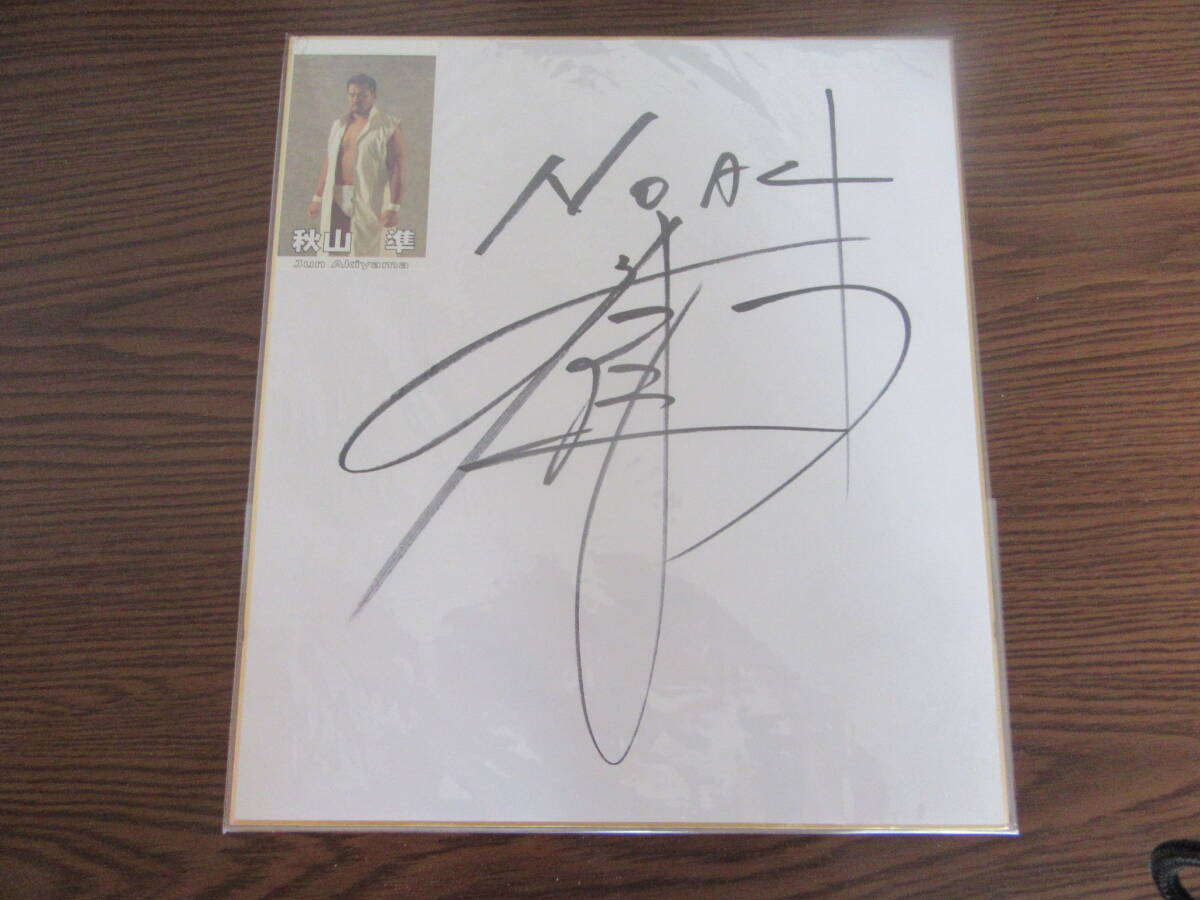 秋山 準
Jun Akiyama
NOAH